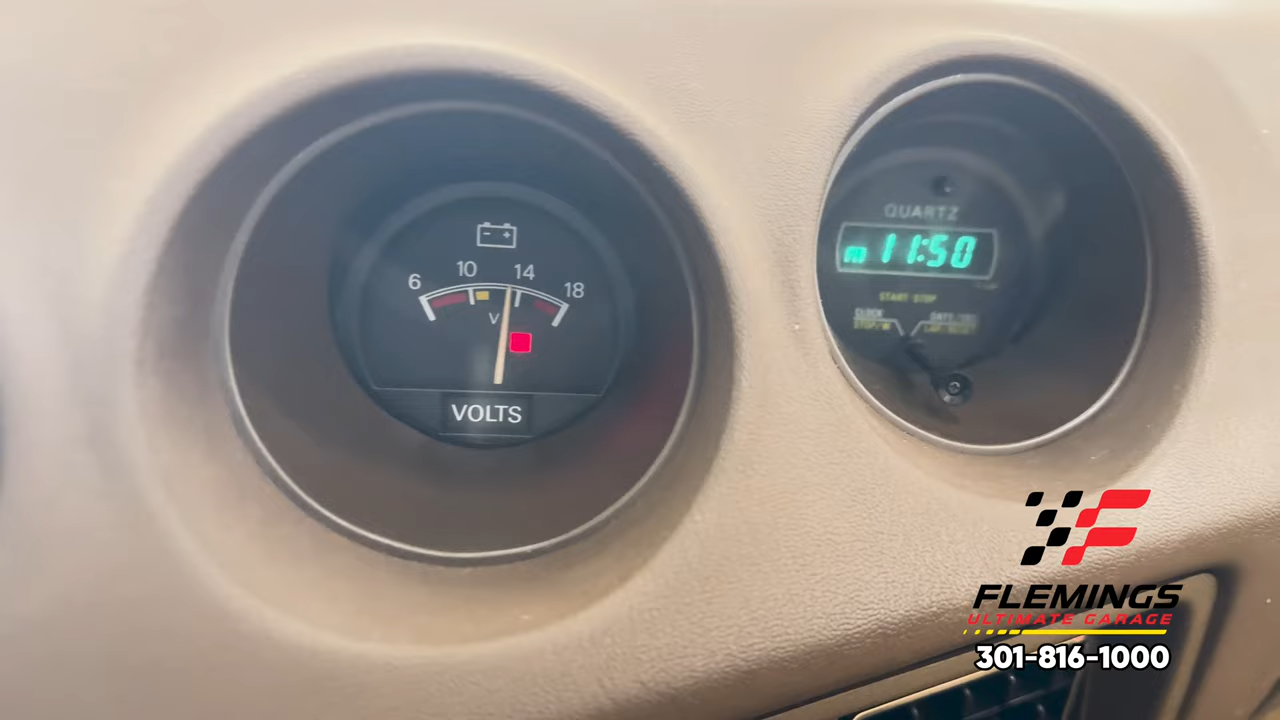 6
10
14
18
V
VOLTS
QUARTZ
11:50
START STOP
CLOCK
FLEMINGS
ULTIMATE GARAGE
301-816-1000